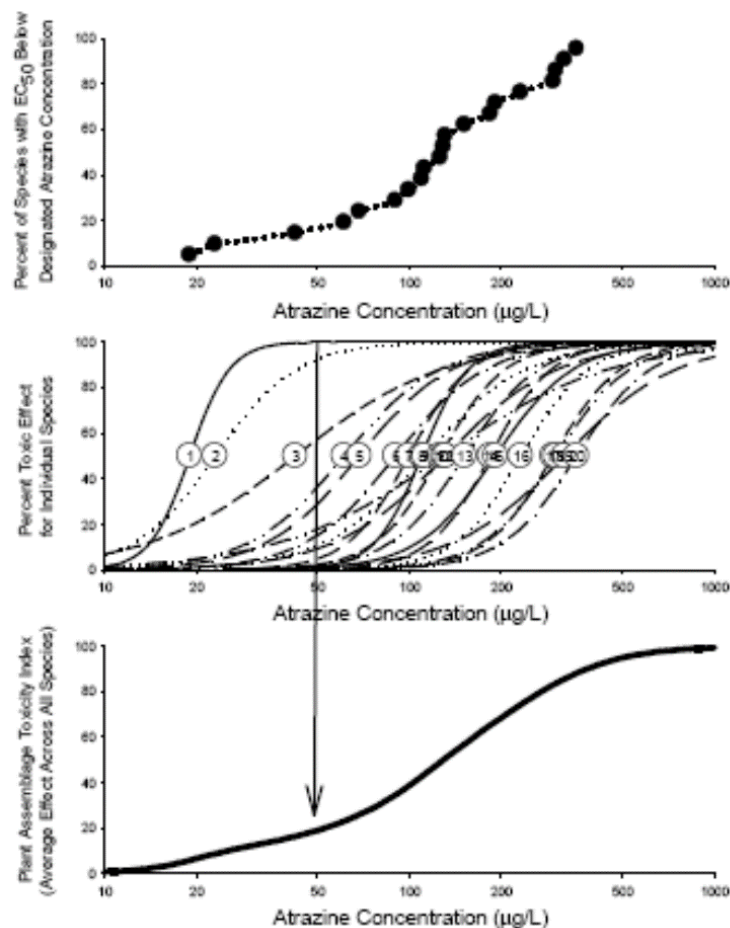 Percent of Species with EC50 Below
Designated Atrazine Concentration
100
80
60
40
20
0
10 20 50 100 200 500 1000
Atrazine Concentration (µg/L)
Percent Toxic Effect
for Individual Species
100
80
60
40
20
0
1 2 3 4 5 6 7 13 16 20
10 20 50 100 200 500 1000
Atrazine Concentration (µg/L)
Plant Assemblage Toxicity Index
(Average Effect Across All Species)
100
80
60
40
20
0
10 20 50 100 200 500 1000
Atrazine Concentration (µg/L)